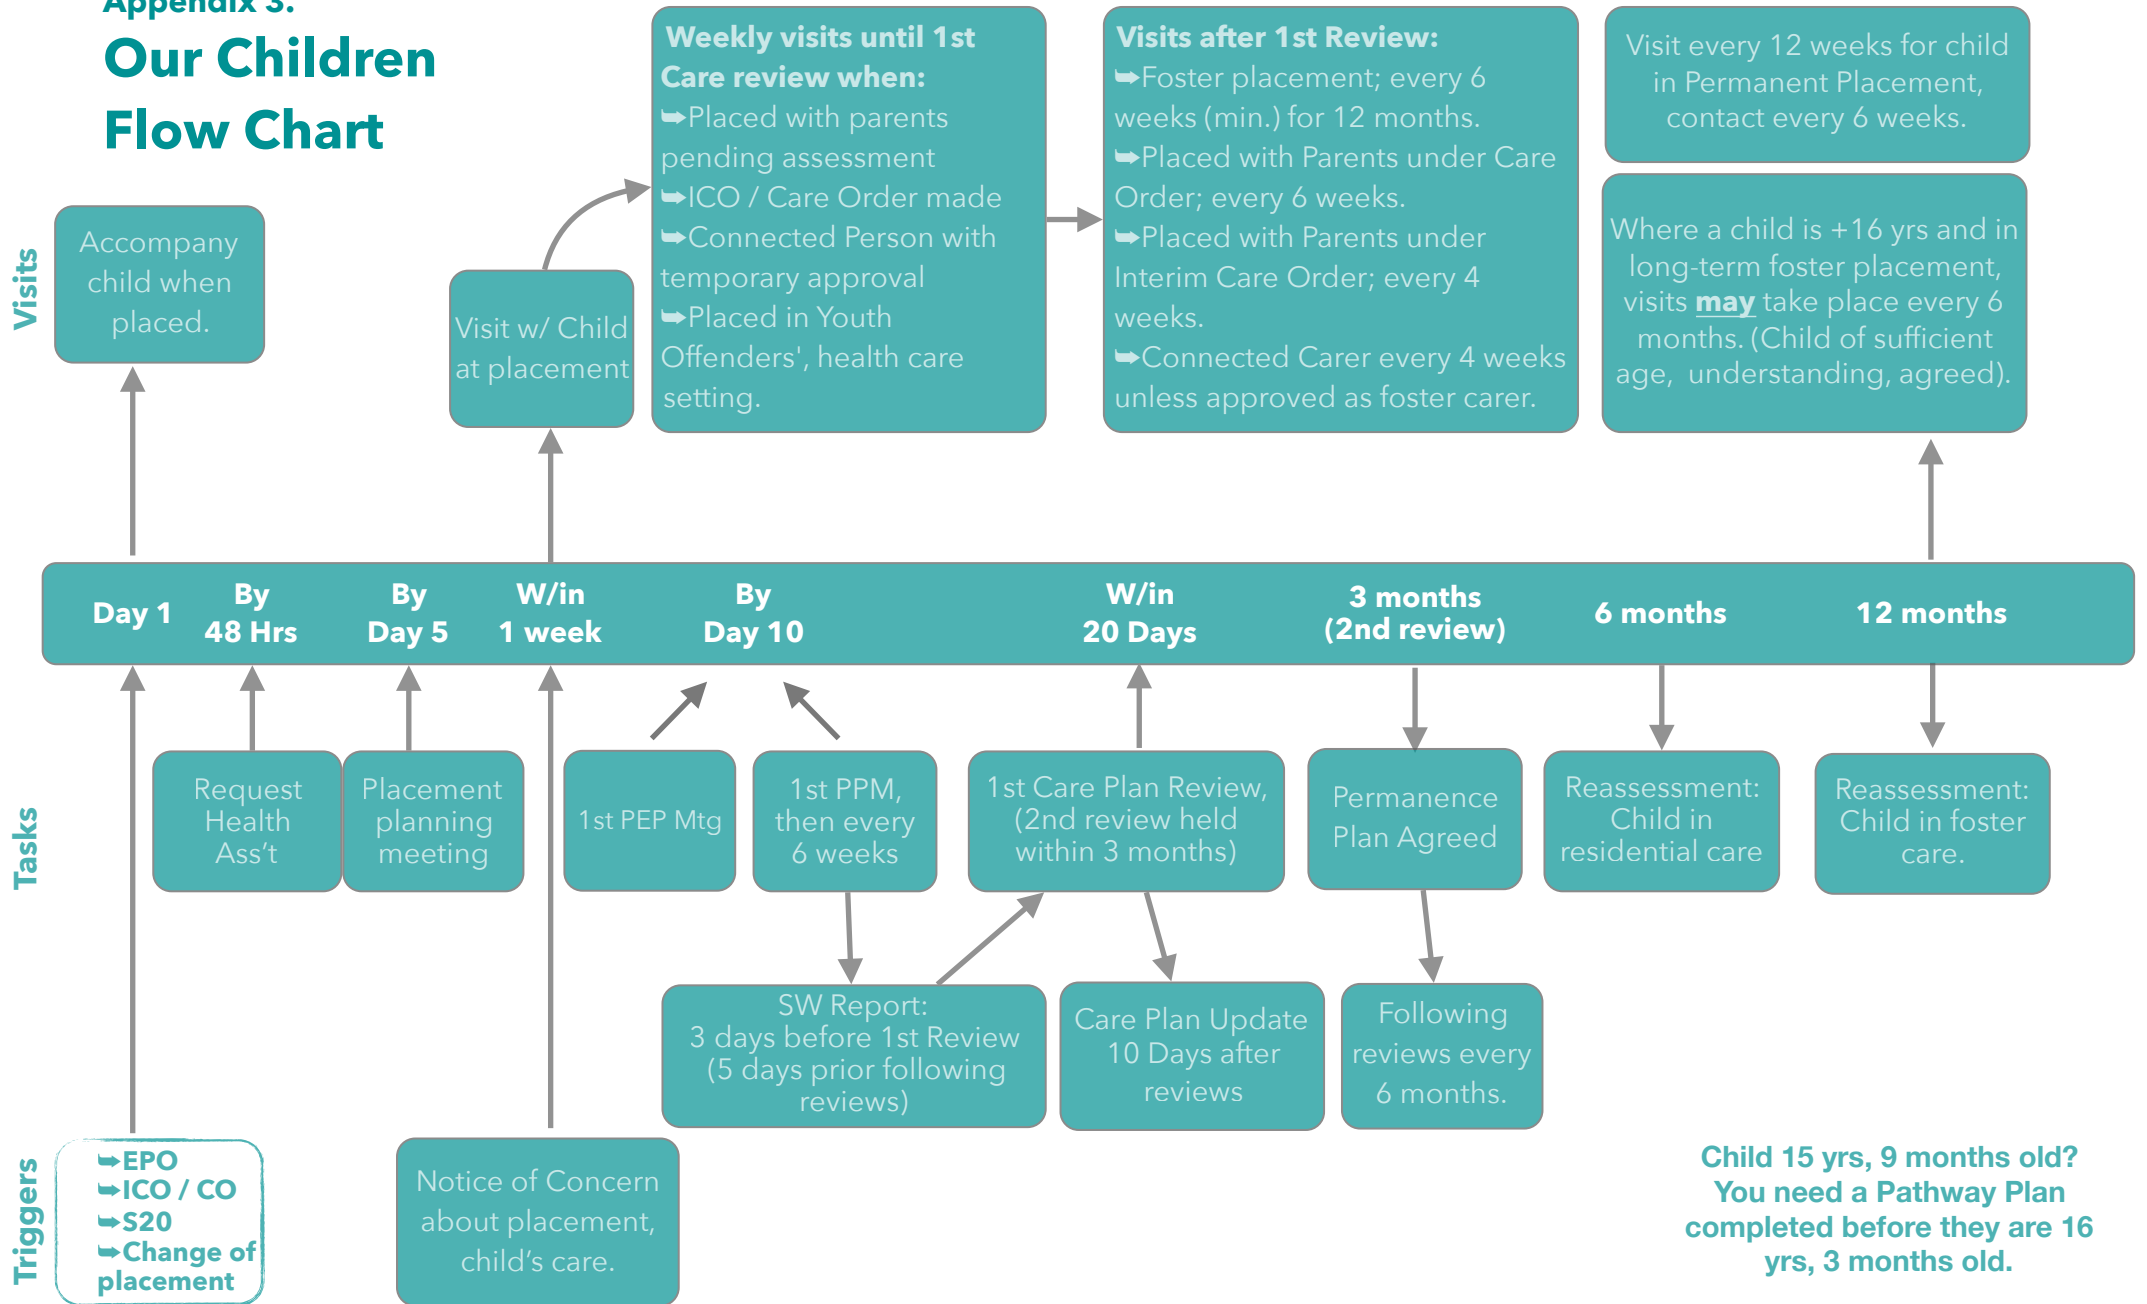 Appendix 3.
Our Children
Flow Chart
Visits
Accompany
child when
placed.
Visit w/ Child
at placement
Weekly visits until 1st
Care review when:
➥Placed with parents
pending assessment
➥ICO / Care Order made
➥Connected Person with
temporary approval
➥Placed in Youth
Offenders', health care
setting.
Visits after 1st Review:
➥Foster placement; every 6
weeks (min.) for 12 months.
➥Placed with Parents under Care
Order; every 6 weeks.
➥Placed with Parents under
Interim Care Order; every 4
weeks.
➥Connected Carer every 4 weeks
unless approved as foster carer.
Visit every 12 weeks for child
in Permanent Placement,
contact every 6 weeks.
Where a child is +16 yrs and in
long-term foster placement,
visits may take place every 6
months. (Child of sufficient
age, understanding, agreed).
Day 1
By
48 Hrs
By
Day 5
W/in
1 week
By
Day 10
W/in
20 Days
3 months
(2nd review)
6 months
12 months
Tasks
Request
Health
Ass't
Placement
planning
meeting
1st PEP Mtg
1st PPM,
then every
6 weeks
1st Care Plan Review,
(2nd review held
within 3 months)
Permanence
Plan Agreed
Reassessment:
Child in
residential care
Reassessment:
Child in foster
care.
SW Report:
3 days before 1st Review
(5 days prior following
reviews)
Care Plan Update
10 Days after
reviews
Following
reviews every
6 months.
Triggers
➥EPO
➥ICO / CO
➥S20
➥Change of
placement
Notice of Concern
about placement,
child's care.
Child 15 yrs, 9 months old?
You need a Pathway Plan
completed before they are 16
yrs, 3 months old.